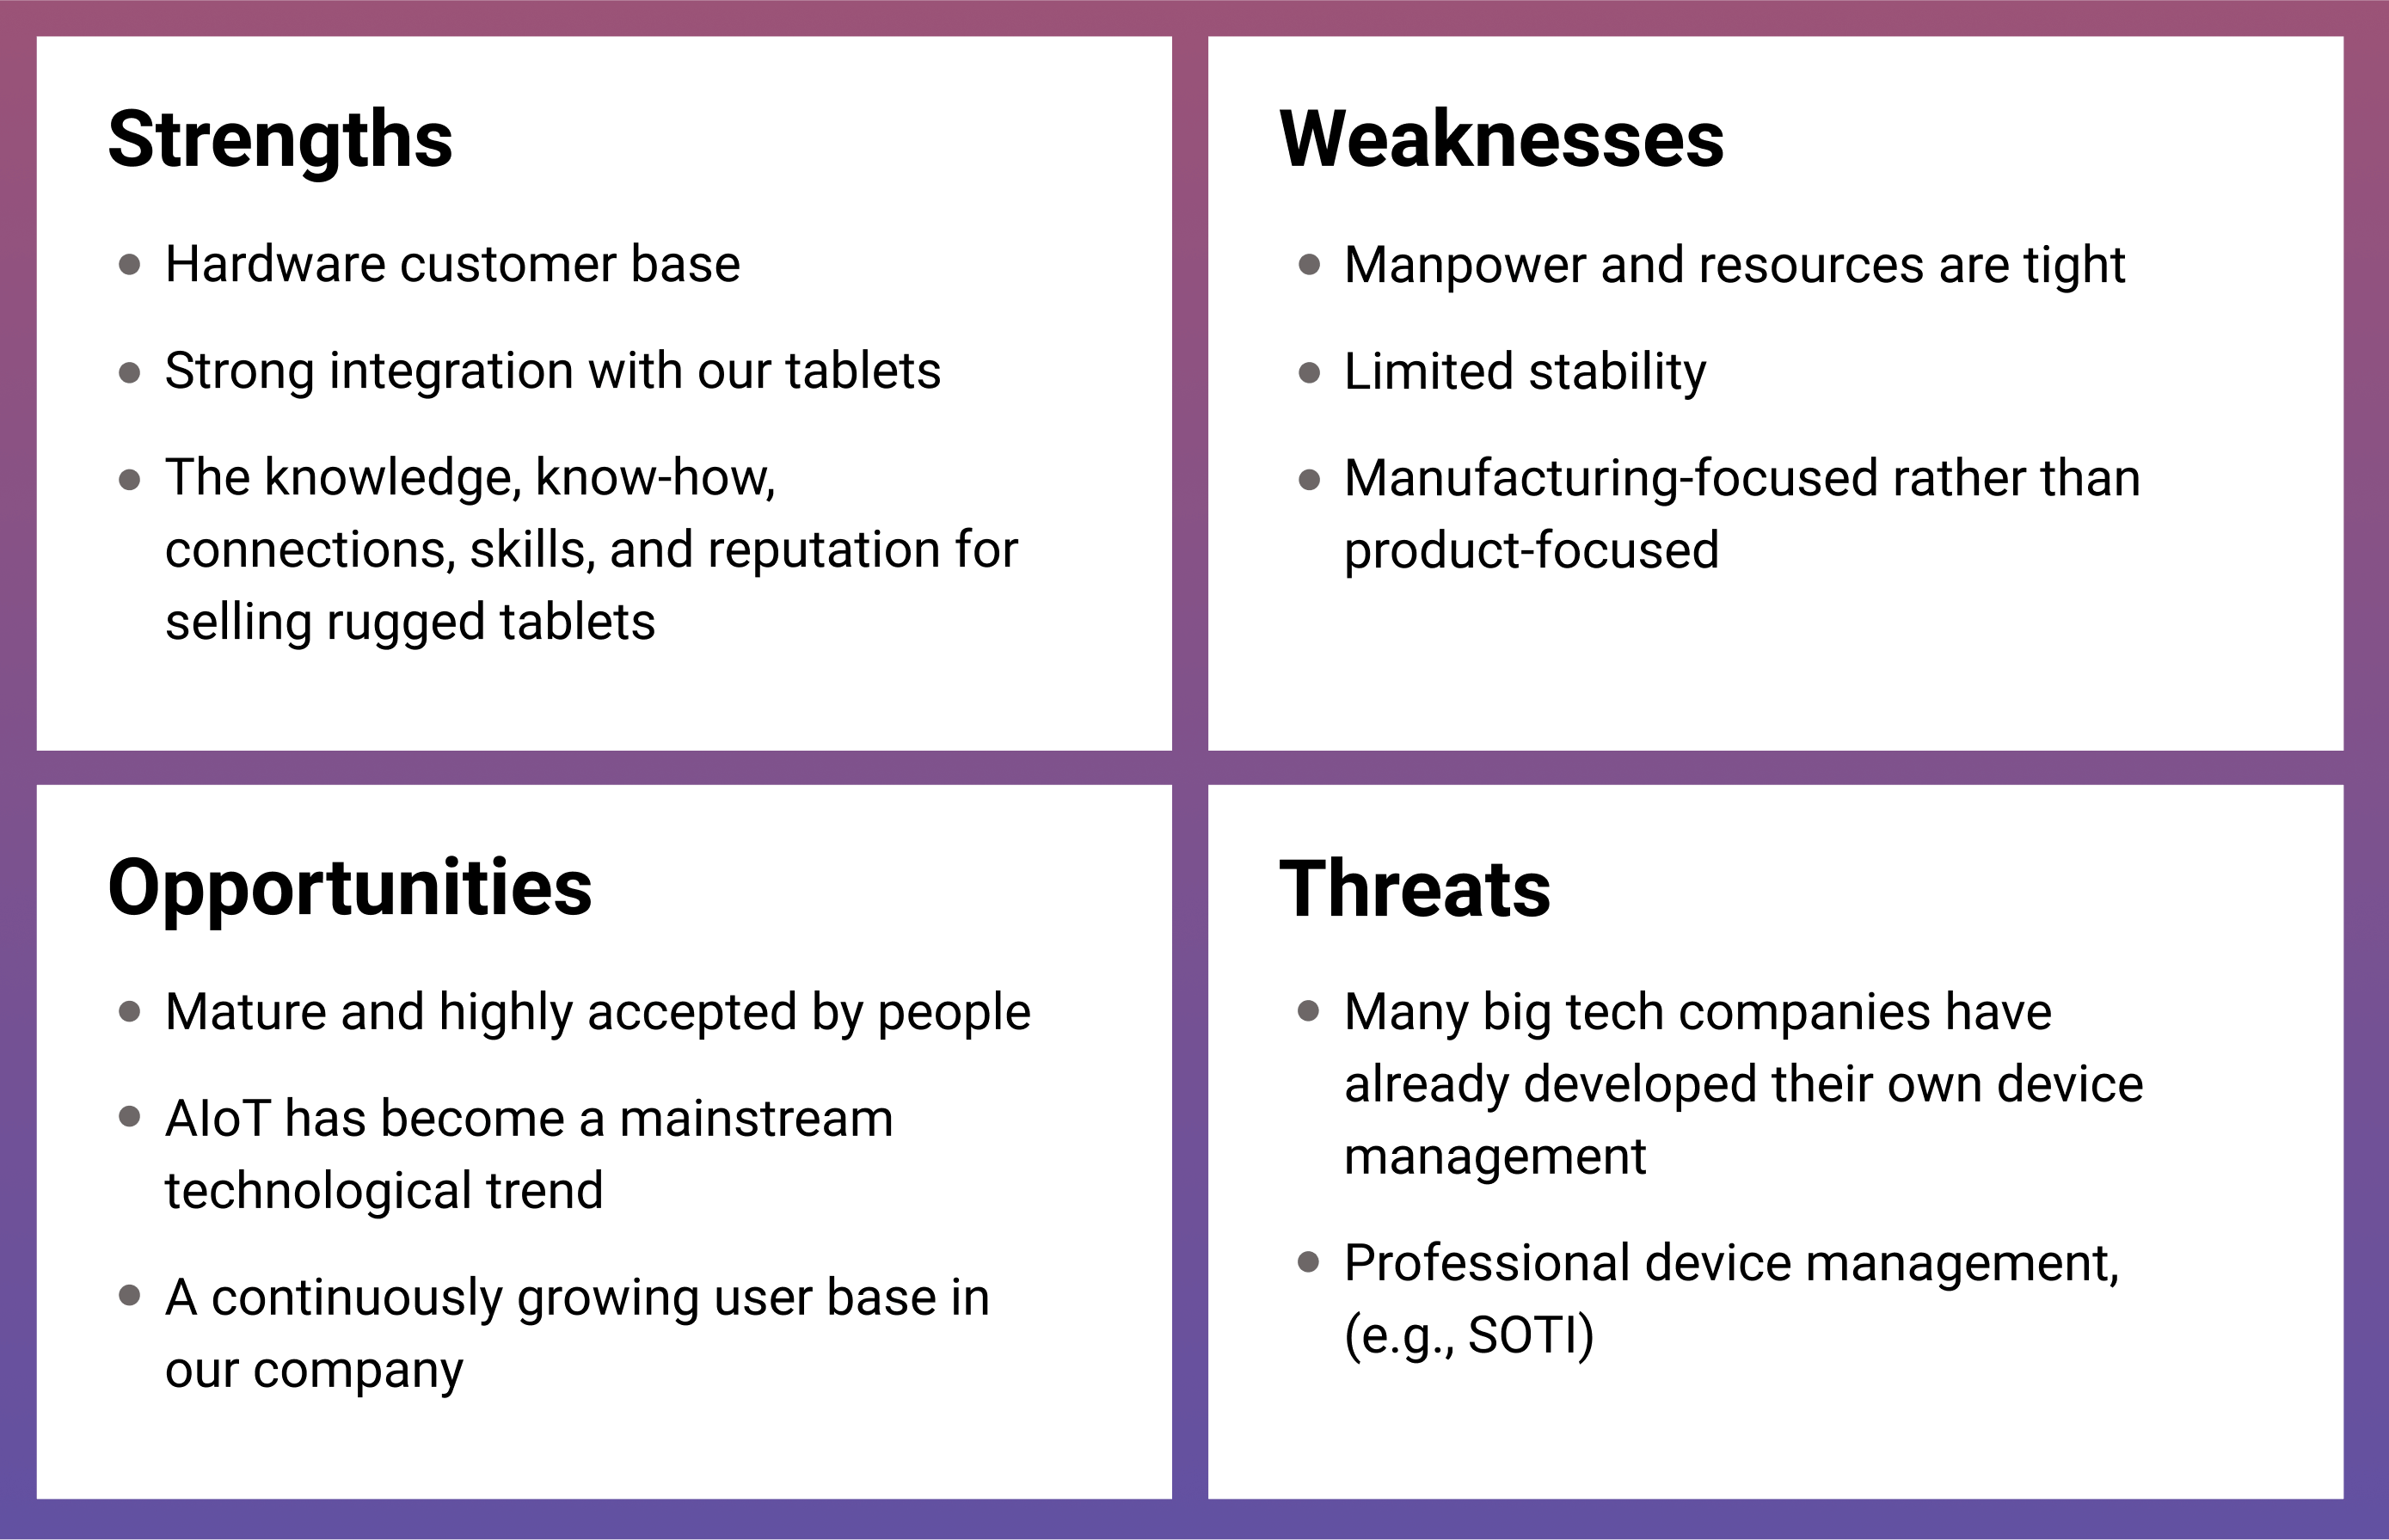 Strengths
Hardware customer base
Strong integration with our tablets
The knowledge, know-how,
connections, skills, and reputation for
selling rugged tablets
Weaknesses
Manpower and resources are tight
Limited stability
Manufacturing-focused rather than
product-focused
Opportunities
Mature and highly accepted by people
AIoT has become a mainstream
technological trend
A continuously growing user base in
our company
Threats
Many big tech companies have
already developed their own device
management
Professional device management,
(e.g., SOTI)